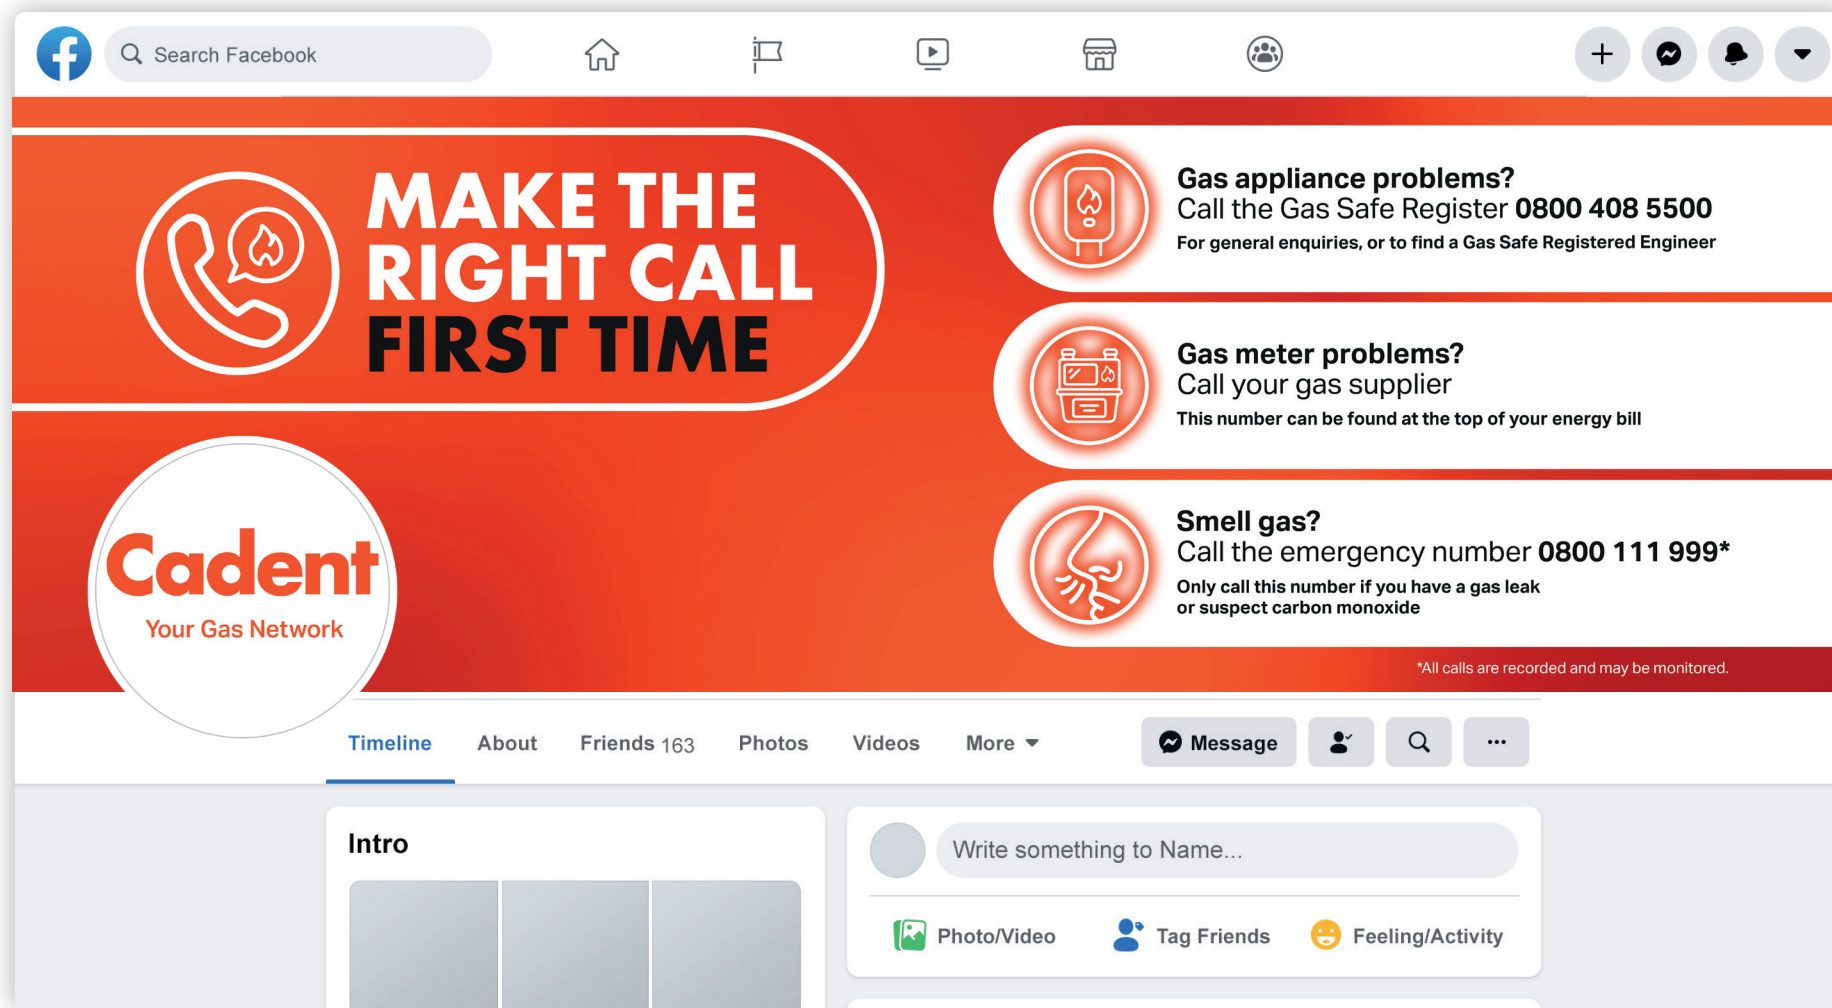 Search Facebook
MAKE THE
RIGHT CALL
FIRST TIME
Gas appliance problems?
Call the Gas Safe Register 0800 408 5500
For general enquiries, or to find a Gas Safe Registered Engineer
Gas meter problems?
Call your gas supplier
This number can be found at the top of your energy bill
Smell gas?
Call the emergency number 0800 111 999*
Only call this number if you have a gas leak
or suspect carbon monoxide
*All calls are recorded and may be monitored.
Cadent
Your Gas Network
Timeline About Friends 163 Photos Videos More Message
Intro
Write something to Name...
Photo/Video Tag Friends Feeling/Activity